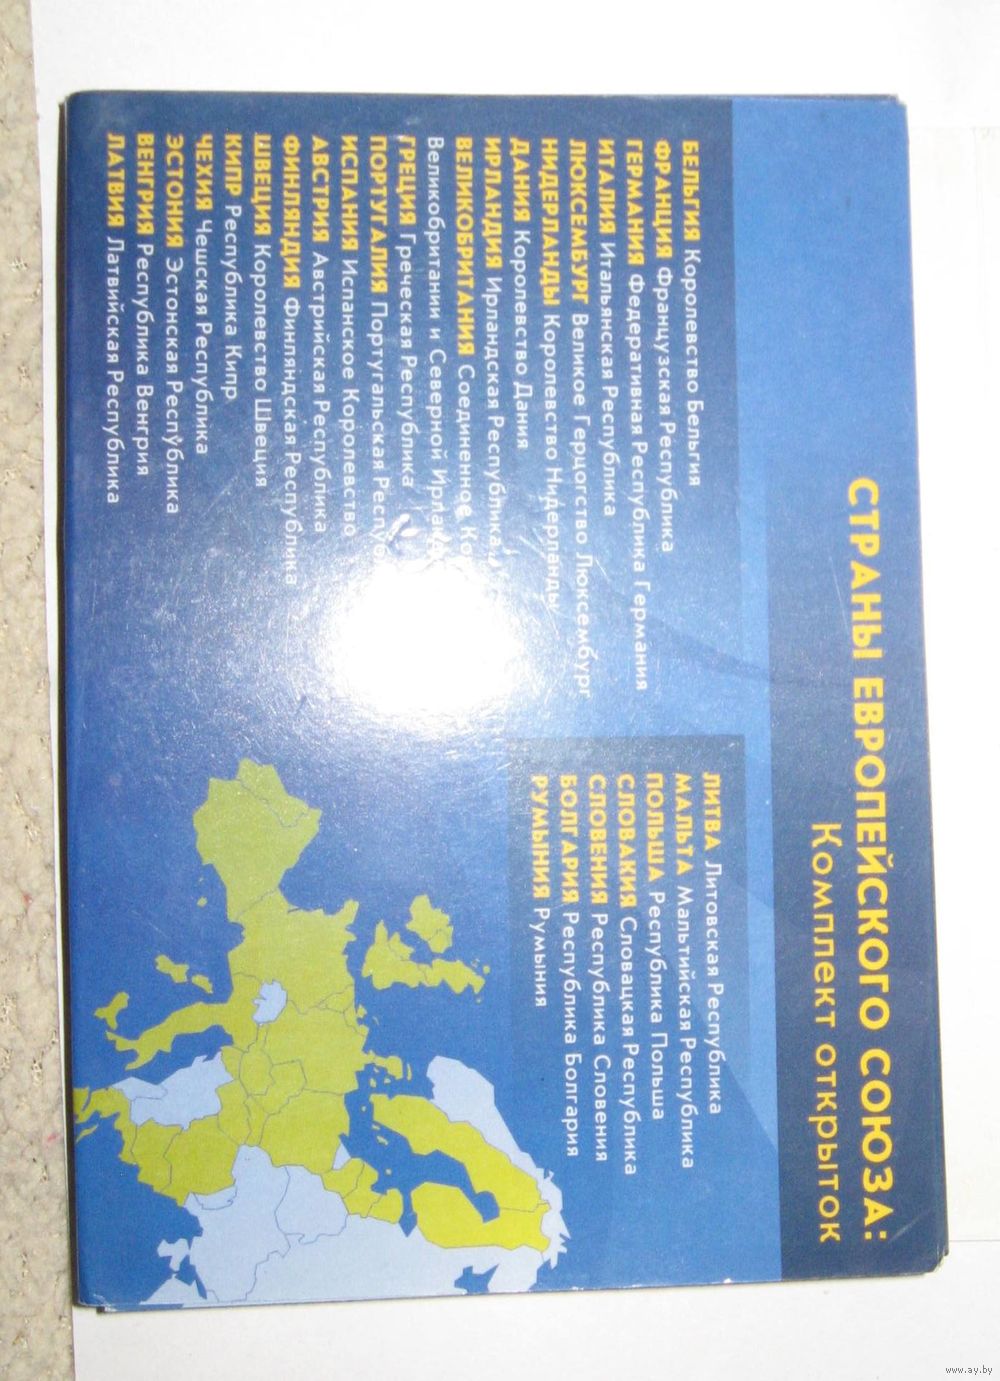 СТРАНЫ ЕВРОПЕЙСКОГО СОЮЗА:
Комплект открыток
БЕЛЬГИЯ Королевство Бельгия
ФРАНЦИЯ Французская Республика
ГЕРМАНИЯ Федеративная Республика Германия
ИТАЛИЯ Итальянская Республика
ЛЮКСЕМБУРГ Великое Герцогство Люксембург
НИДЕРЛАНДЫ Королевство Нидерланды
ДАНИЯ Королевство Дания
ИРЛАНДИЯ Ирландская Республика
ВЕЛИКОБРИТАНИЯ Соединенное
Великобритании и Северной
ГРЕЦИЯ Греческая Республика
ПОРТУГАЛИЯ Португальская
ИСПАНИЯ Испанское Королевство
АВСТРИЯ Австрийская Республика
ФИНЛЯНДИЯ Финляндская Республика
ШВЕЦИЯ Королевство Швеция
КИПР Республика Кипр
ЧЕХИЯ Чешская Республика
ЭСТОНИЯ Эстонская Республика
ВЕНГРИЯ Республика Венгрия
ЛАТВИЯ Латвийская Республика
ЛИТВА Литовская Республика
МАЛЬТА Мальтийская Республика
ПОЛЬША Республика Польша
СЛОВАКИЯ Словацкая Республика
СЛОВЕНИЯ Республика Словения
БОЛГАРИЯ Республика Болгария
РУМЫНИЯ Румыния
www.ay.by